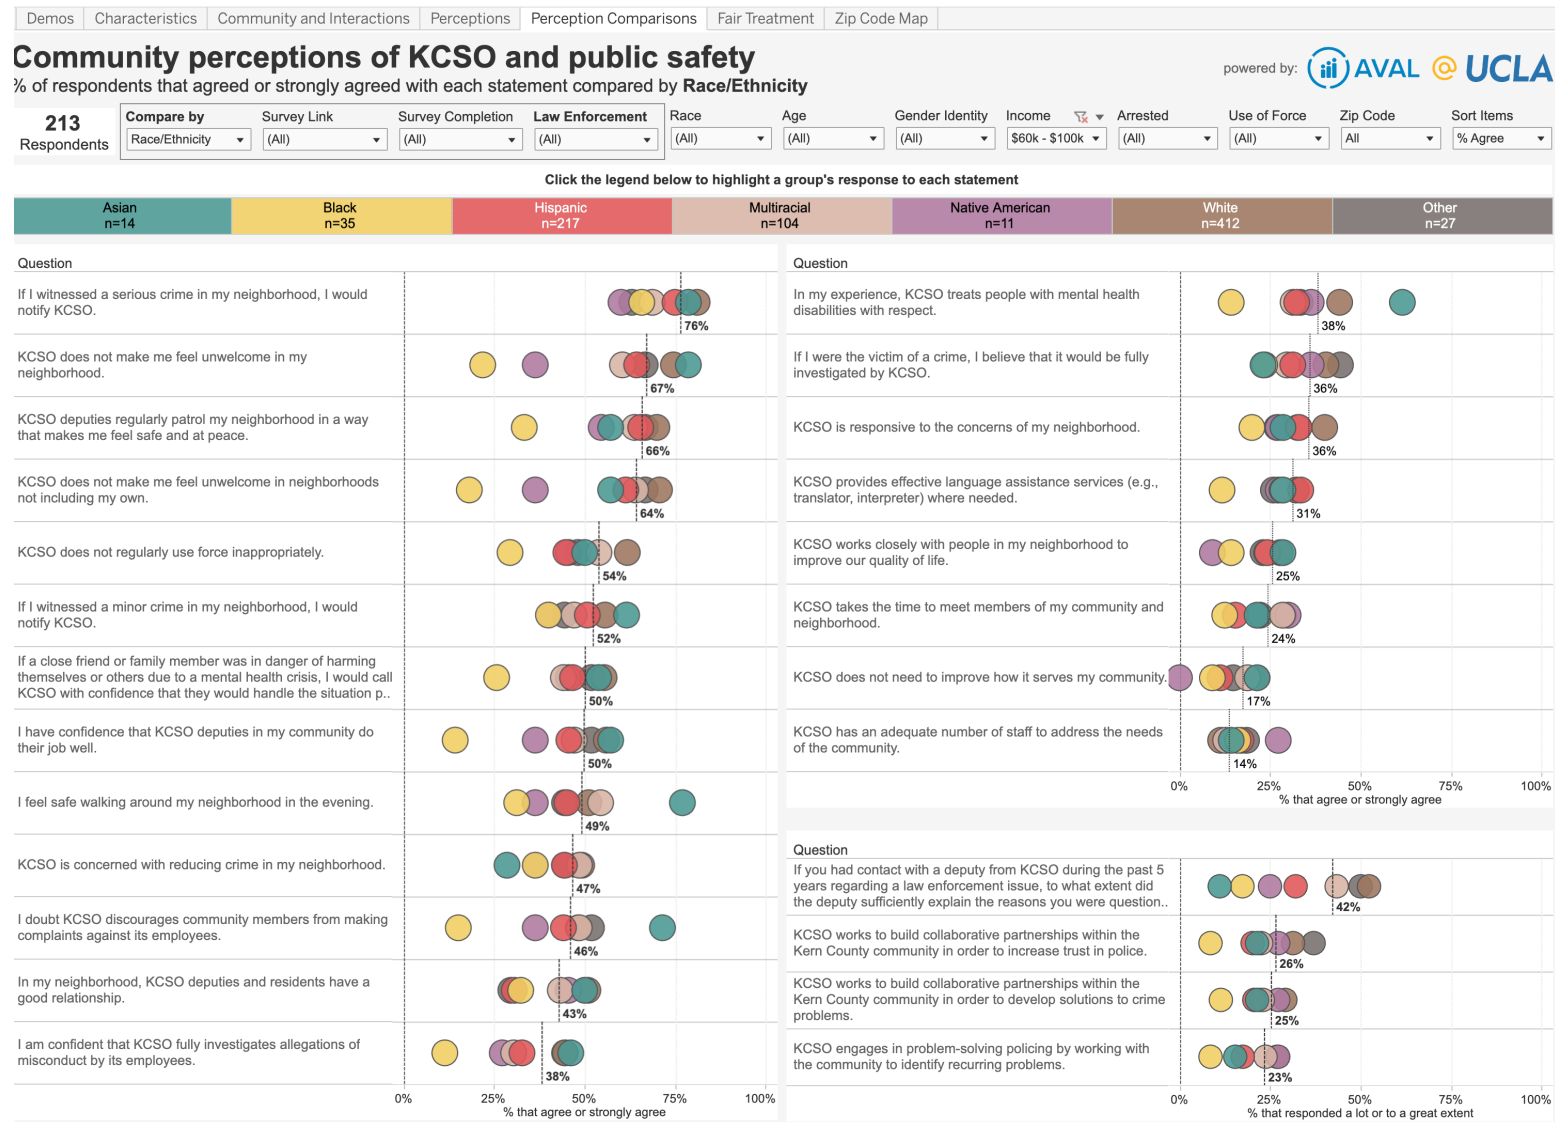 Demos
Characteristics
Community and Interactions
Perceptions
Perception Comparisons
Fair Treatment
Zip Code Map
Community perceptions of KCSO and public safety
% of respondents that agreed or strongly agreed with each statement compared by Race/Ethnicity
powered by:
AVAL
@
UCLA
213
Respondents
Compare by
Race/Ethnicity
Survey Link
(All)
Survey Completion
(All)
Law Enforcement
(All)
Race
(All)
Age
(All)
Gender Identity
(All)
Income
$60k - $100k
Arrested
(All)
Use of Force
(All)
Zip Code
All
Sort Items
% Agree
Click the legend below to highlight a group's response to each statement
Asian
n=14
Black
n=35
Hispanic
n=217
Multiracial
n=104
Native American
n=11
White
n=412
Other
n=27
Question
If I witnessed a serious crime in my neighborhood, I would
notify KCSO.
76%
KCSO does not make me feel unwelcome in my
neighborhood.
67%
KCSO deputies regularly patrol my neighborhood in a way
that makes me feel safe and at peace.
66%
KCSO does not make me feel unwelcome in neighborhoods
not including my own.
64%
KCSO does not regularly use force inappropriately.
54%
If I witnessed a minor crime in my neighborhood, I would
notify KCSO.
52%
If a close friend or family member was in danger of harming
themselves or others due to a mental health crisis, I would call
KCSO with confidence that they would handle the situation p..
50%
I have confidence that KCSO deputies in my community do
their job well.
50%
I feel safe walking around my neighborhood in the evening.
49%
KCSO is concerned with reducing crime in my neighborhood.
47%
I doubt KCSO discourages community members from making
complaints against its employees.
46%
In my neighborhood, KCSO deputies and residents have a
good relationship.
43%
I am confident that KCSO fully investigates allegations of
misconduct by its employees.
38%
0%
25%
50%
75%
100%
% that agree or strongly agree
Question
In my experience, KCSO treats people with mental health
disabilities with respect.
38%
If I were the victim of a crime, I believe that it would be fully
investigated by KCSO.
36%
KCSO is responsive to the concerns of my neighborhood.
36%
KCSO provides effective language assistance services (e.g.,
translator, interpreter) where needed.
31%
KCSO works closely with people in my neighborhood to
improve our quality of life.
25%
KCSO takes the time to meet members of my community and
neighborhood.
24%
KCSO does not need to improve how it serves my community.
17%
KCSO has an adequate number of staff to address the needs
of the community.
14%
0%
25%
50%
75%
100%
% that agree or strongly agree
Question
If you had contact with a deputy from KCSO during the past 5
years regarding a law enforcement issue, to what extent did
the deputy sufficiently explain the reasons you were question..
42%
KCSO works to build collaborative partnerships within the
Kern County community in order to increase trust in police.
26%
KCSO works to build collaborative partnerships within the
Kern County community in order to develop solutions to crime
problems.
25%
KCSO engages in problem-solving policing by working with
the community to identify recurring problems.
23%
0%
25%
50%
75%
100%
% that responded a lot or to a great extent